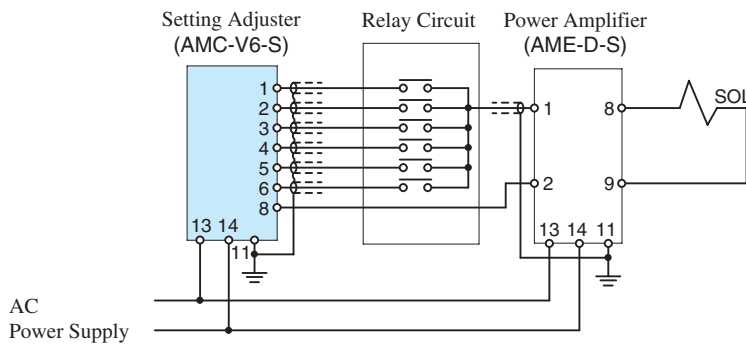 Setting Adjuster
(AMC-V6-S)
Relay Circuit
Power Amplifier
(AME-D-S)
1
2
3
4
5
6
8
13 14
11
1
2
8
9
13 14 11
SOL
AC
Power Supply